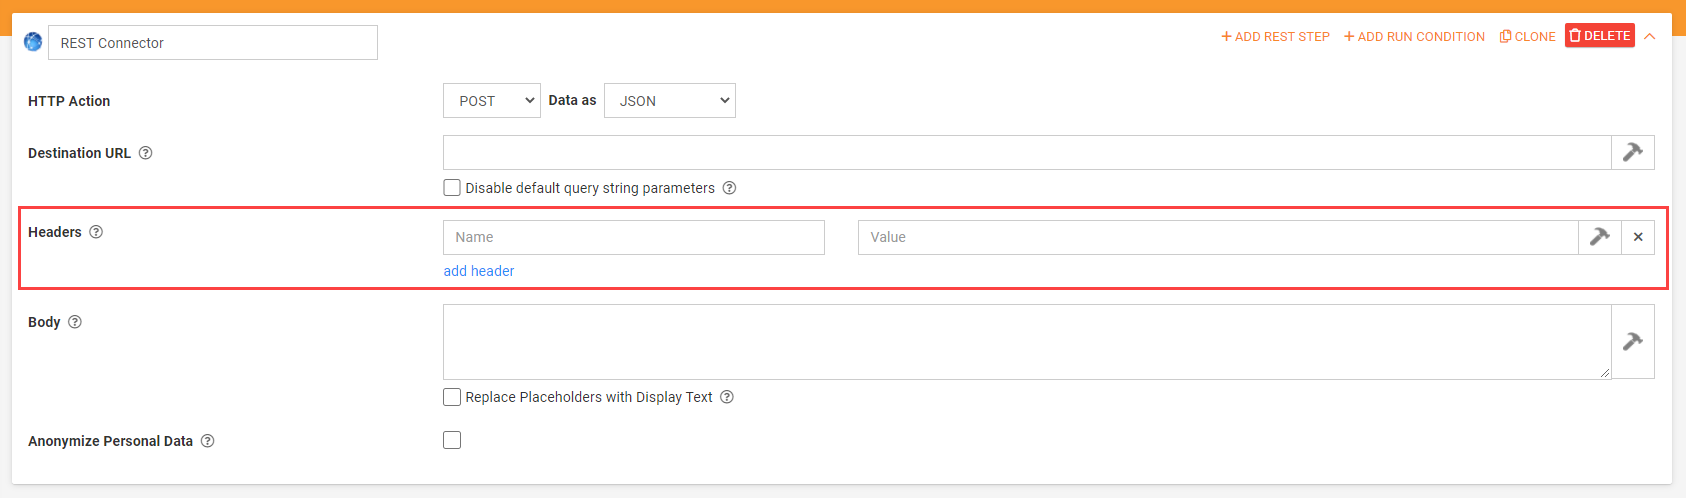 REST Connector
ADD REST STEP ADD RUN CONDITION CLONE DELETE
HTTP Action POST Data as JSON
Destination URL
Disable default query string parameters
Headers Name Value
add header
Body
Replace Placeholders with Display Text
Anonymize Personal Data